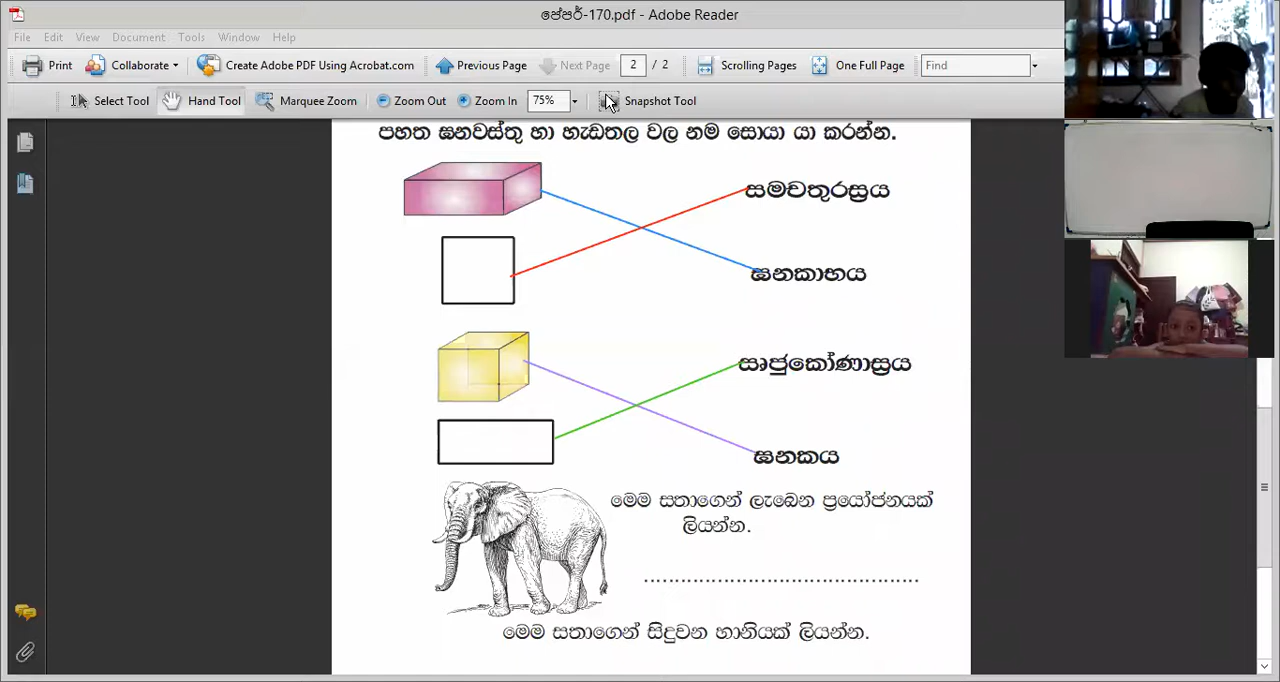 පේපර්-170.pdf - Adobe Reader
File Edit View Document Tools Window Help
Print Collaborate Create Adobe PDF Using Acrobat.com Previous Page Next Page 2 / 2 Scrolling Pages One Full Page Find
Select Tool Hand Tool Marquee Zoom Zoom Out Zoom In 75% Snapshot Tool
පහත ඝනවස්තු හා හැඩතල වල නම් සොයා යා කරන්න.
සමචතුරස්‍රය
ඝනකාභය
සෘජුකෝණාස්‍රය
ඝනකය
මෙම සතාගෙන් ලැබෙන ප්‍රයෝජනයක්
ලියන්න.
මෙම සතාගෙන් සිදුවන හානියක් ලියන්න.